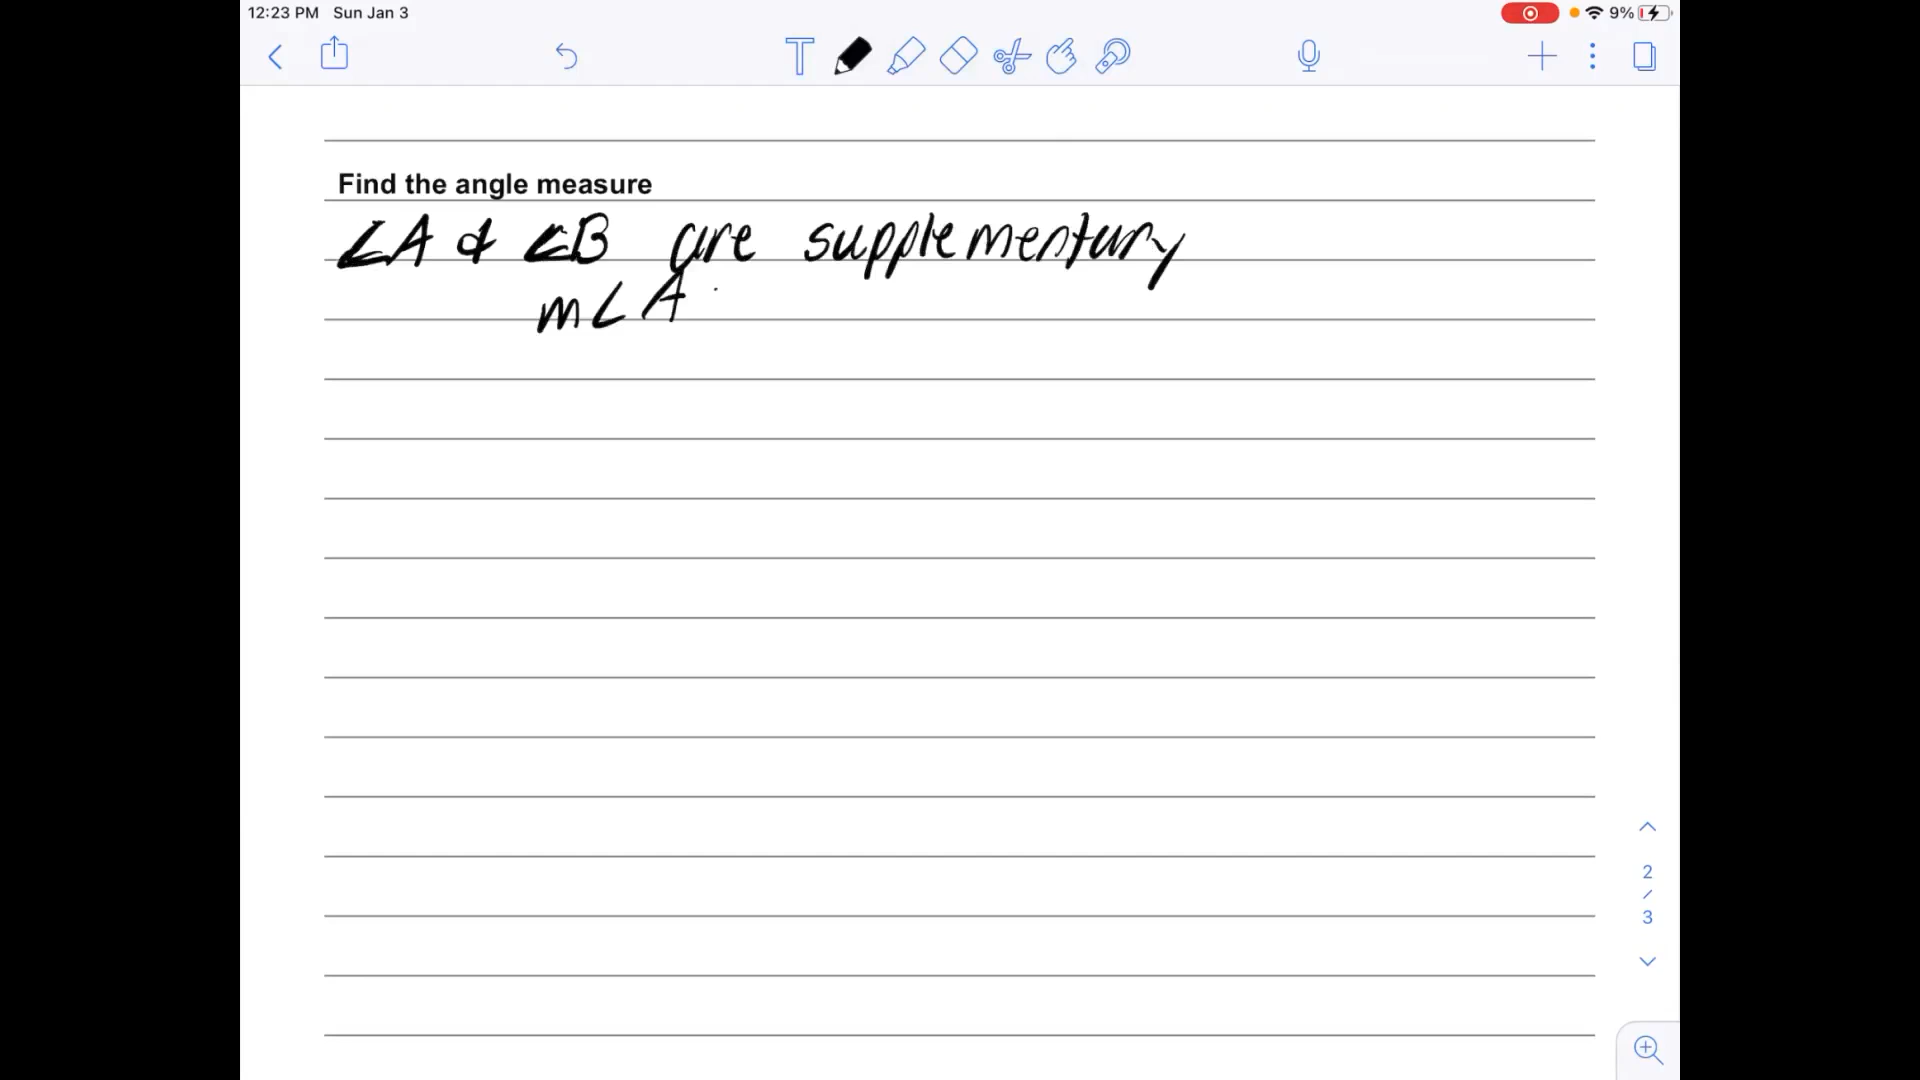 12:23 PM Sun Jan 3
9%
Find the angle measure
∠A & ∠B are supplementary
m∠A
2
/
3